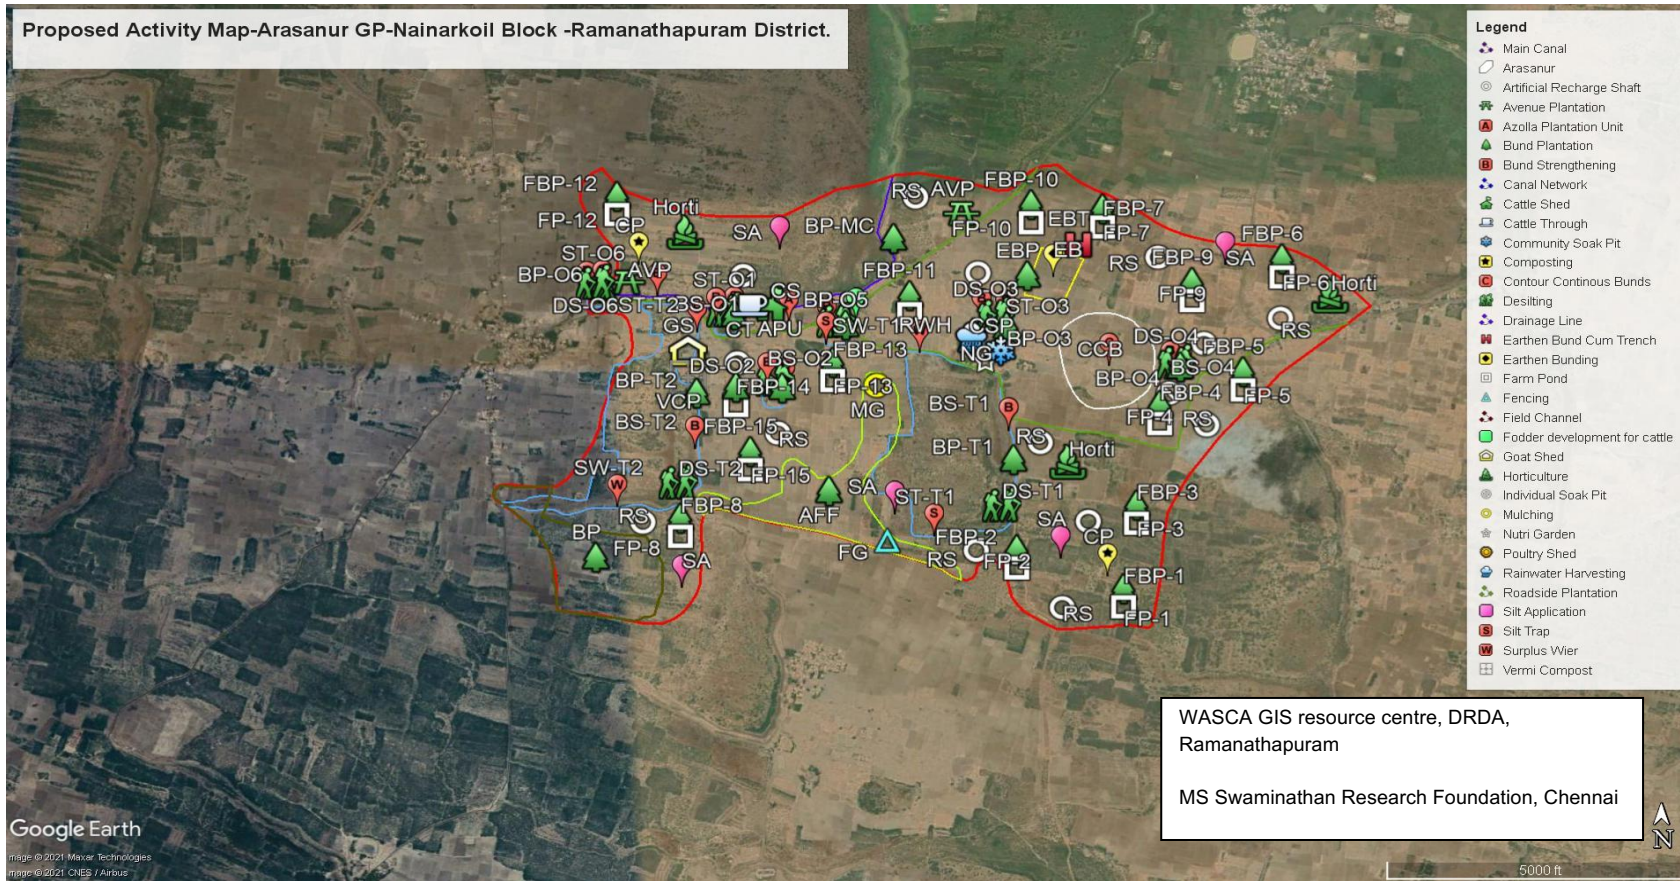 Proposed Activity Map-Arasanur GP-Nainarkoil Block -Ramanathapuram District.
Legend
Main Canal
Arasanur
Artificial Recharge Shaft
Avenue Plantation
Azolla Plantation Unit
Bund Plantation
Bund Strengthening
Canal Network
Cattle Shed
Cattle Through
Community Soak Pit
Composting
Contour Continous Bunds
Desilting
Drainage Line
Earthen Bund Cum Trench
Earthen Bunding
Farm Pond
Fencing
Field Channel
Fodder development for cattle
Goat Shed
Horticulture
Individual Soak Pit
Mulching
Nutri Garden
Poultry Shed
Rainwater Harvesting
Roadside Plantation
Silt Application
Silt Trap
Surplus Wier
Vermi Compost
FBP-12
FP-12
CP
Horti
SA
BP-MC
RS
AVP
FBP-10
FP-10
EBT
FBP-7
FP-7
EBP
EB
RS
FBP-9
SA
FBP-6
FP-6
Horti
ST-O6
BP-O6
AVP
DS-O6
ST-T2
ST-O1
BS-O1
GS
CT
APU
CS
BP-O5
SW-T1
FBP-11
RWH
DS-O3
ST-O3
CSP
NG
BP-O3
FP-9
CCB
DS-O4
BS-O4
BP-O4
FBP-5
FP-5
RS
FBP-4
FP-4
RS
DS-O2
BS-O2
FBP-13
FP-13
BP-T2
FBP-14
VCP
MG
BS-T2
FBP-15
RS
FP-15
BS-T1
BP-T1
RS
Horti
SW-T2
DS-T2
FBP-8
RS
FP-8
BP
SA
AFF
SA
ST-T1
FG
FBP-2
RS
FP-2
DS-T1
SA
CP
FBP-3
FP-3
FBP-1
FP-1
RS
WASCA GIS resource centre, DRDA,
Ramanathapuram
MS Swaminathan Research Foundation, Chennai
Google Earth
mage © 2021 Maxar Technologies
mage © 2021 CNES / Airbus
N
5000 ft